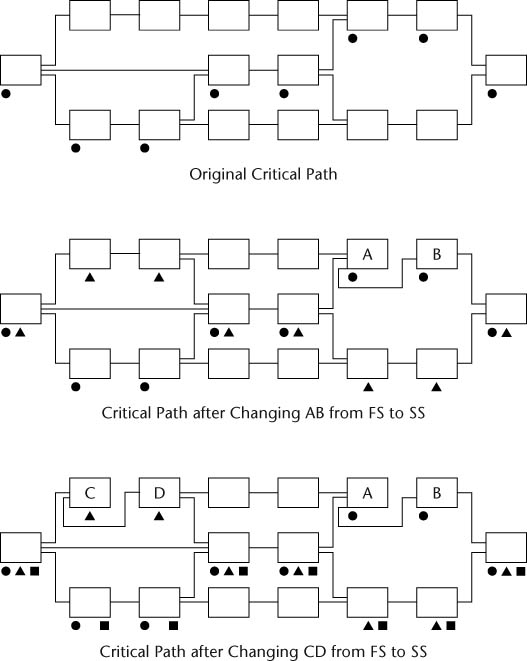 Original Critical Path
A
B
Critical Path after Changing AB from FS to SS
C
D
A
B
Critical Path after Changing CD from FS to SS